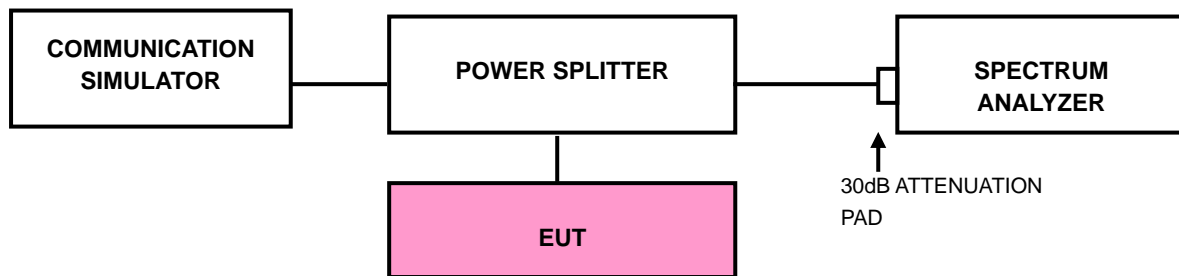 COMMUNICATION
SIMULATOR
POWER SPLITTER
SPECTRUM
ANALYZER
30dB ATTENUATION
PAD
EUT